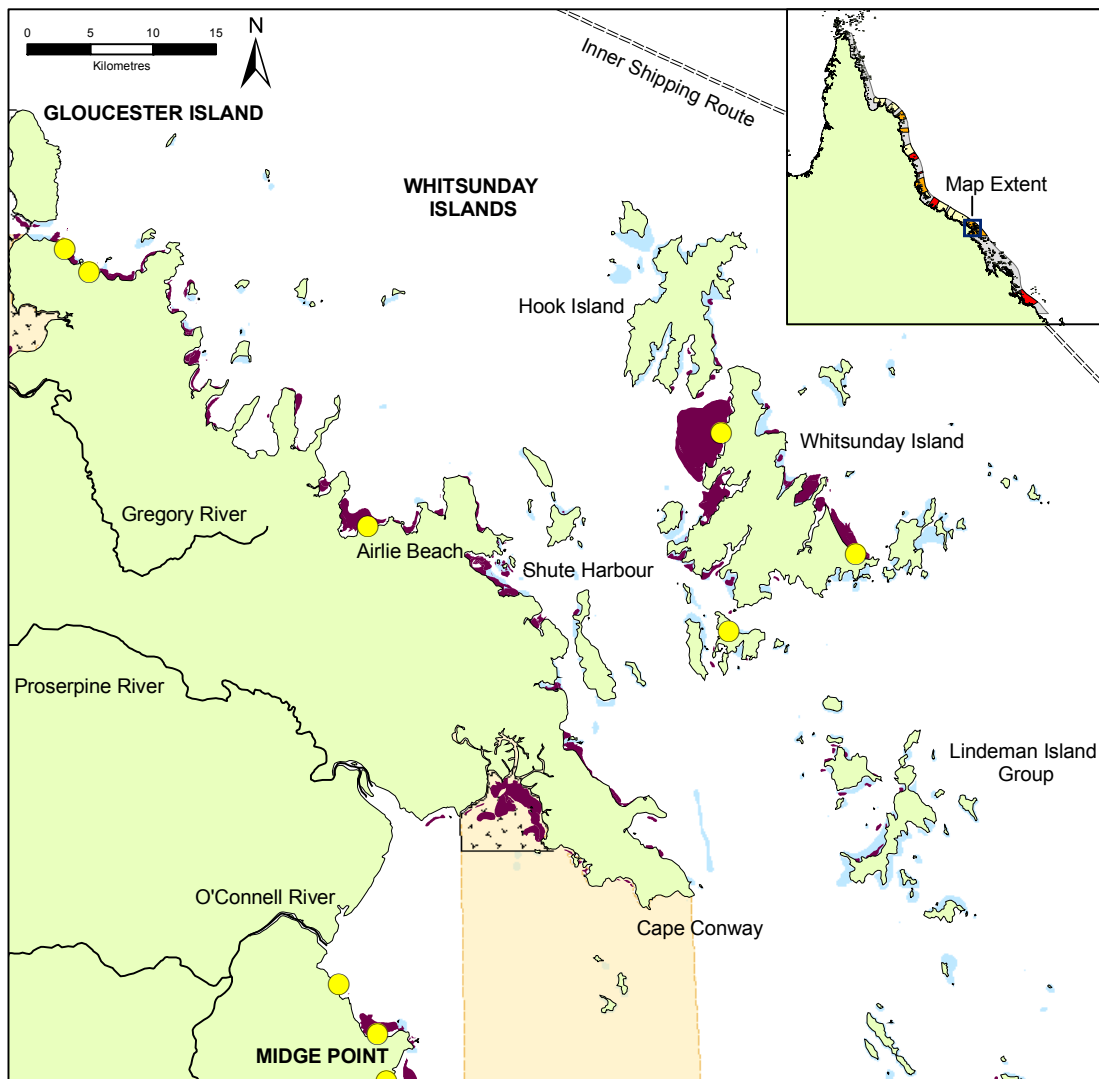 0 5 10 15
Kilometres
N
GLOUCESTER ISLAND
Inner Shipping Route
WHITSUNDAY
ISLANDS
Map Extent
Hook Island
Whitsunday Island
Gregory River
Airlie Beach
Shute Harbour
Proserpine River
Lindeman Island
Group
O'Connell River
Cape Conway
MIDGE POINT